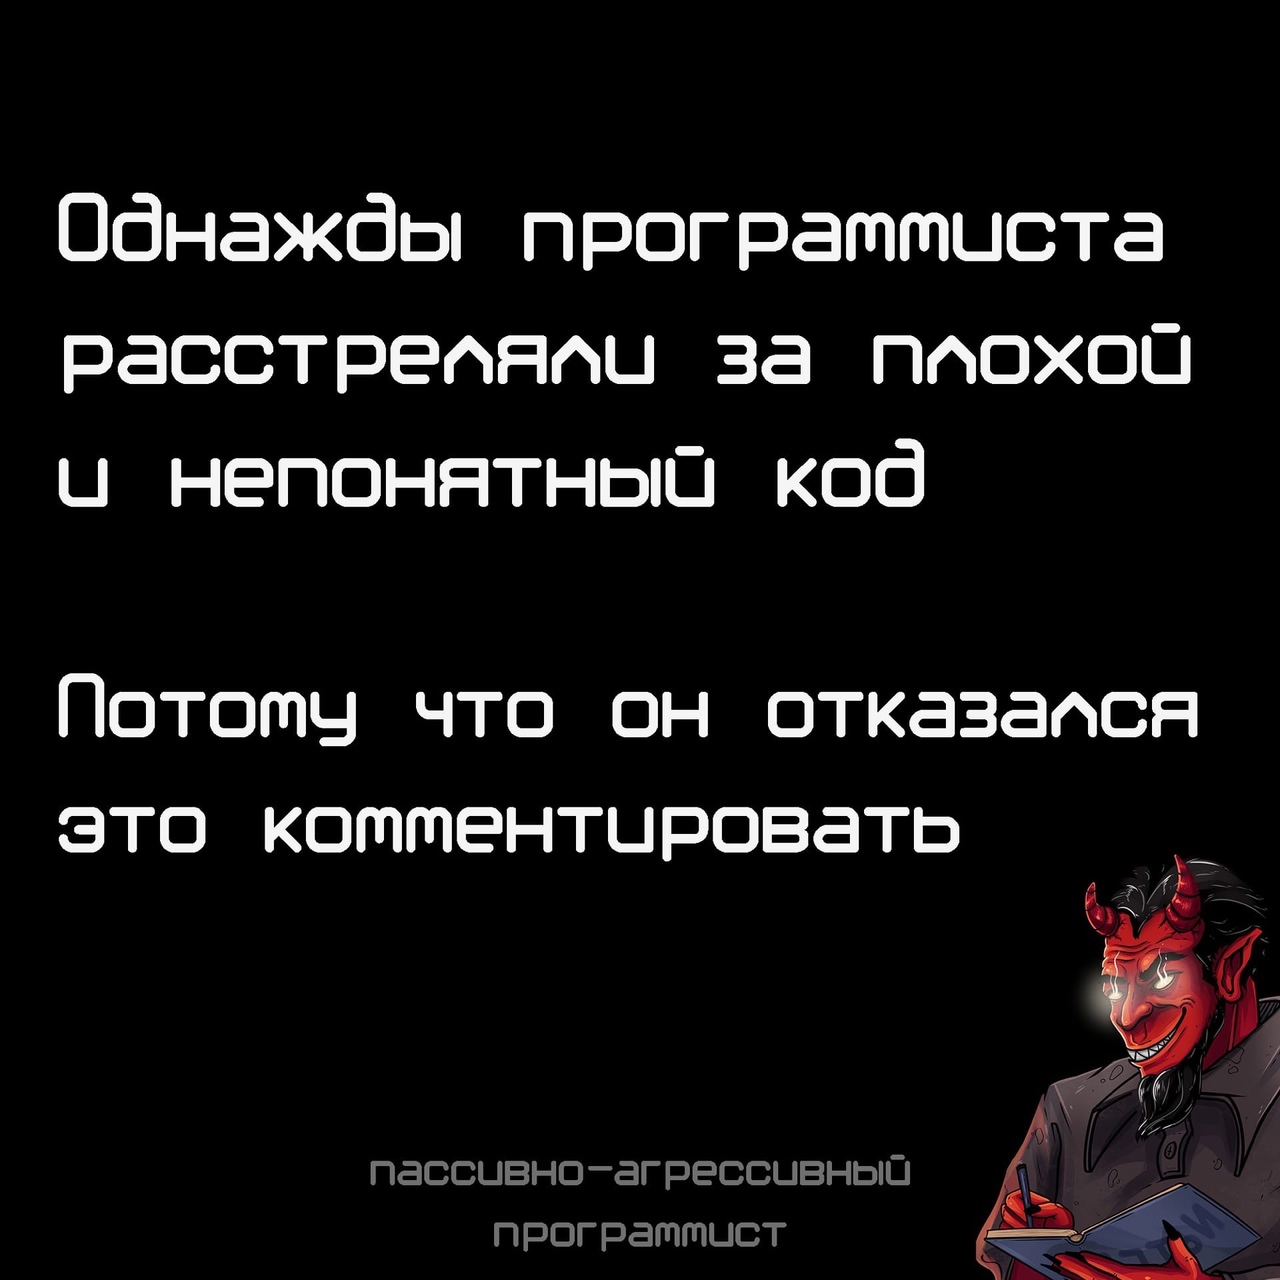 Однажды программиста
расстреляли за плохой
и непонятный код
Потому что он отказался
это комментировать
пассивно-агрессивный
программист